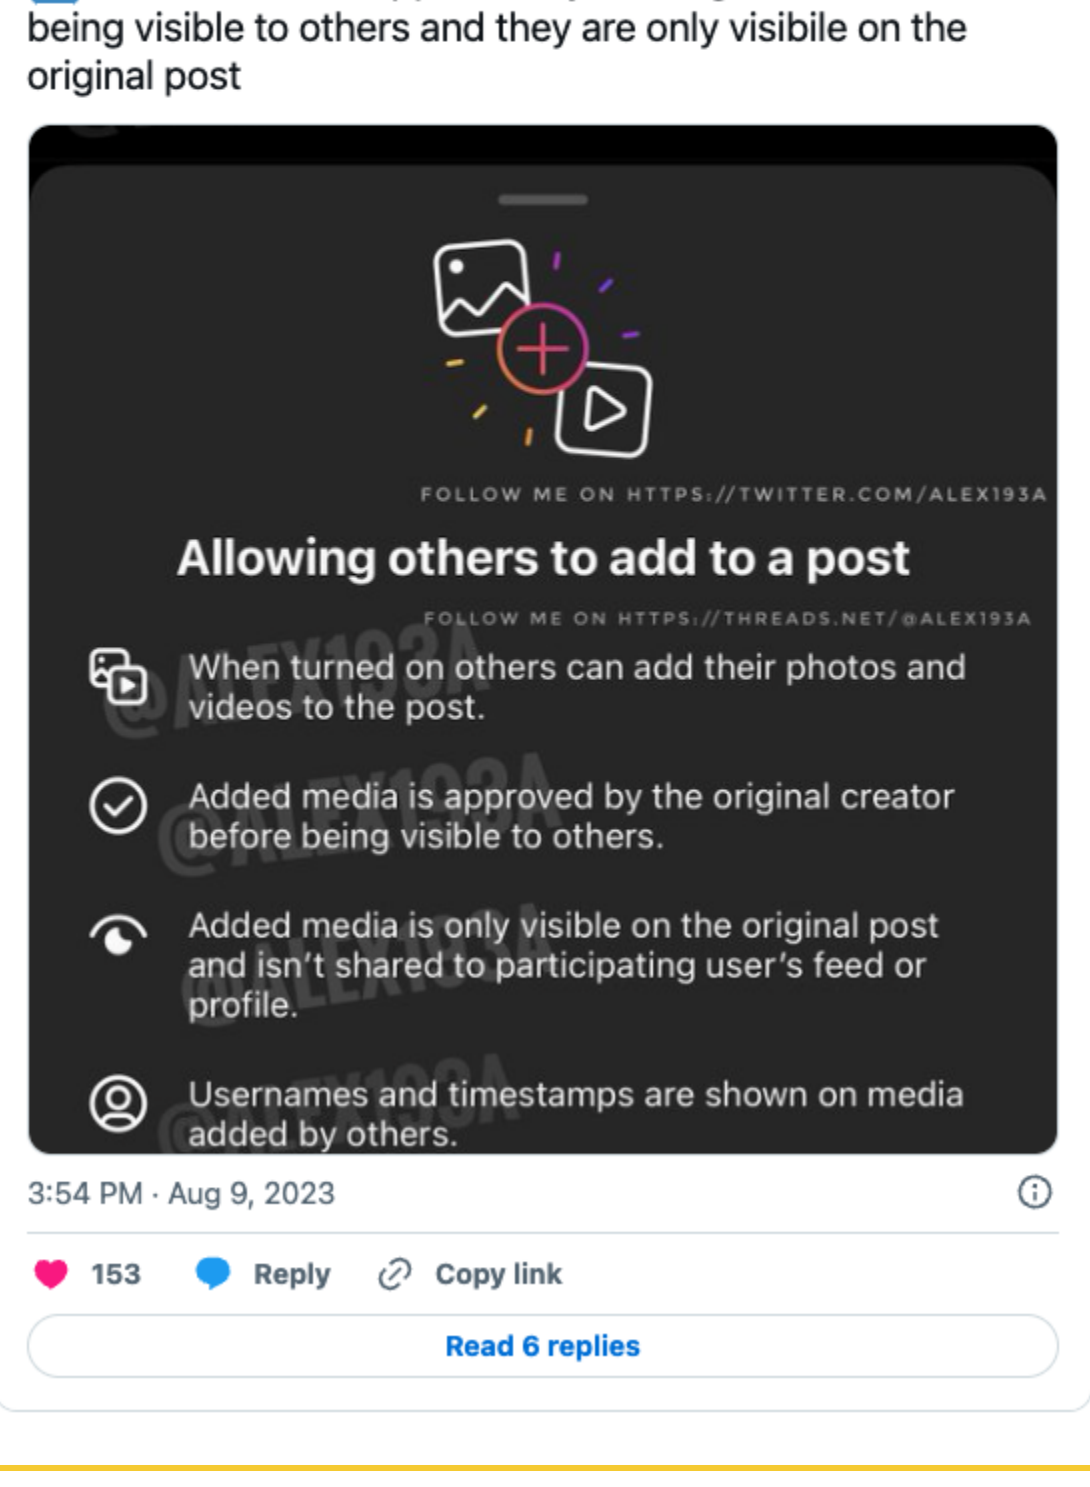 being visible to others and they are only visibile on the
original post
FOLLOW ME ON HTTPS://TWITTER.COM/ALEX193A
Allowing others to add to a post
FOLLOW ME ON HTTPS://THREADS.NET/@ALEX193A
@ALEX193A
When turned on others can add their photos and
videos to the post.
@ALEX193A
Added media is approved by the original creator
before being visible to others.
@ALEX193A
Added media is only visible on the original post
and isn't shared to participating user's feed or
profile.
@ALEX193A
Usernames and timestamps are shown on media
added by others.
3:54 PM · Aug 9, 2023
153 Reply Copy link
Read 6 replies